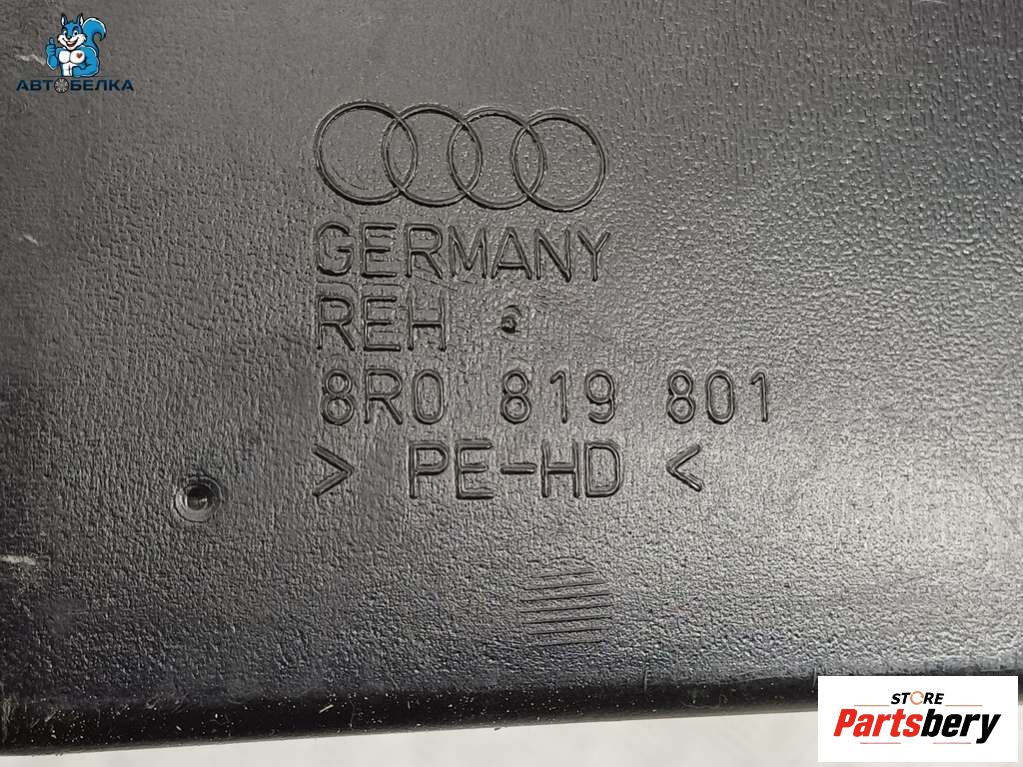 АВТОБЕЛКА
GERMANY
REH
8R0 819 801
> PE-HD <
STORE
Partsbery